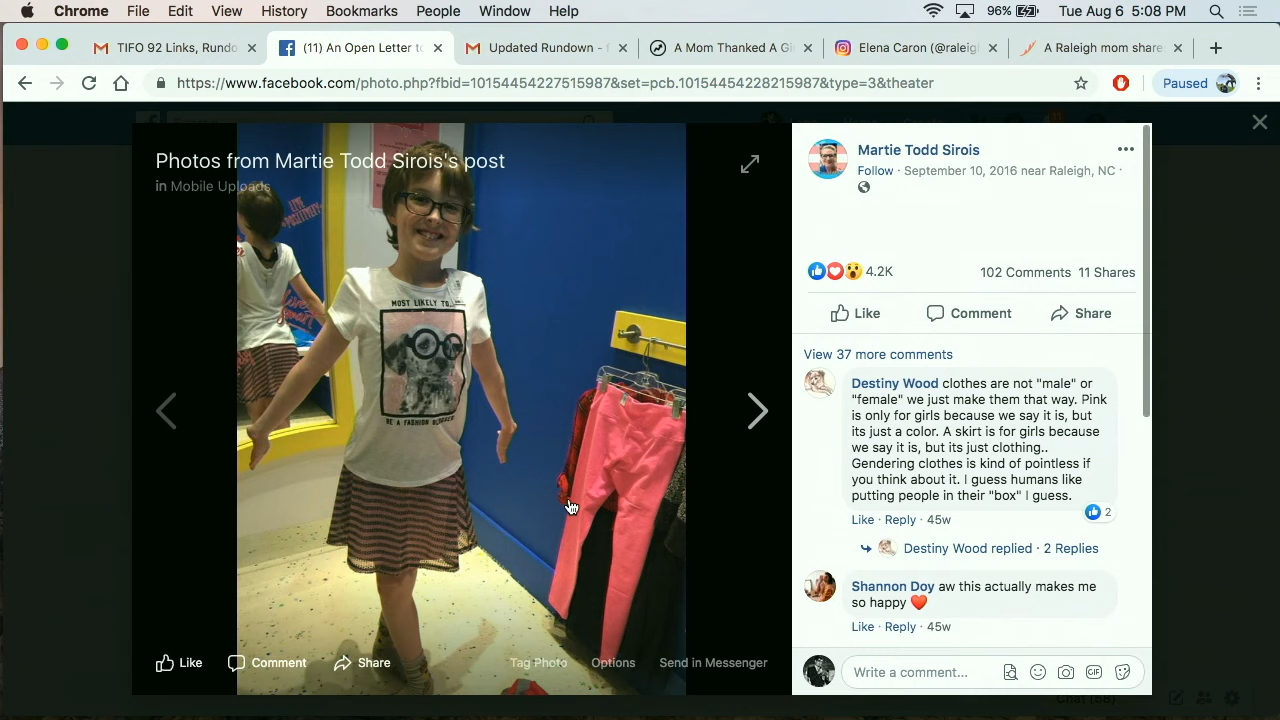 Chrome File Edit View History Bookmarks People Window Help 96% Tue Aug 6 5:08 PM
TIFO 92 Links, Rundo (11) An Open Letter to Updated Rundown - A Mom Thanked A Gi Elena Caron (@raleig A Raleigh mom share
https://www.facebook.com/photo.php?fbid=10154454227515987&set=pcb.10154454228215987&type=3&theater Paused
Photos from Martie Todd Sirois's post
in Mobile Uploads
LIVE
MOST LIKELY TO...
BE A FASHION BLOGGER
Like Comment Share Tag Photo Options Send in Messenger
Martie Todd Sirois
Follow · September 10, 2016 near Raleigh, NC ·
4.2K 102 Comments 11 Shares
Like Comment Share
View 37 more comments
Destiny Wood clothes are not "male" or
"female" we just make them that way. Pink
is only for girls because we say it is, but
its just a color. A skirt is for girls because
we say it is, but its just clothing..
Gendering clothes is kind of pointless if
you think about it. I guess humans like
putting people in their "box" I guess.
2
Like · Reply · 45w
Destiny Wood replied · 2 Replies
Shannon Doy aw this actually makes me
so happy ❤️
Like · Reply · 45w
Write a comment... GIF